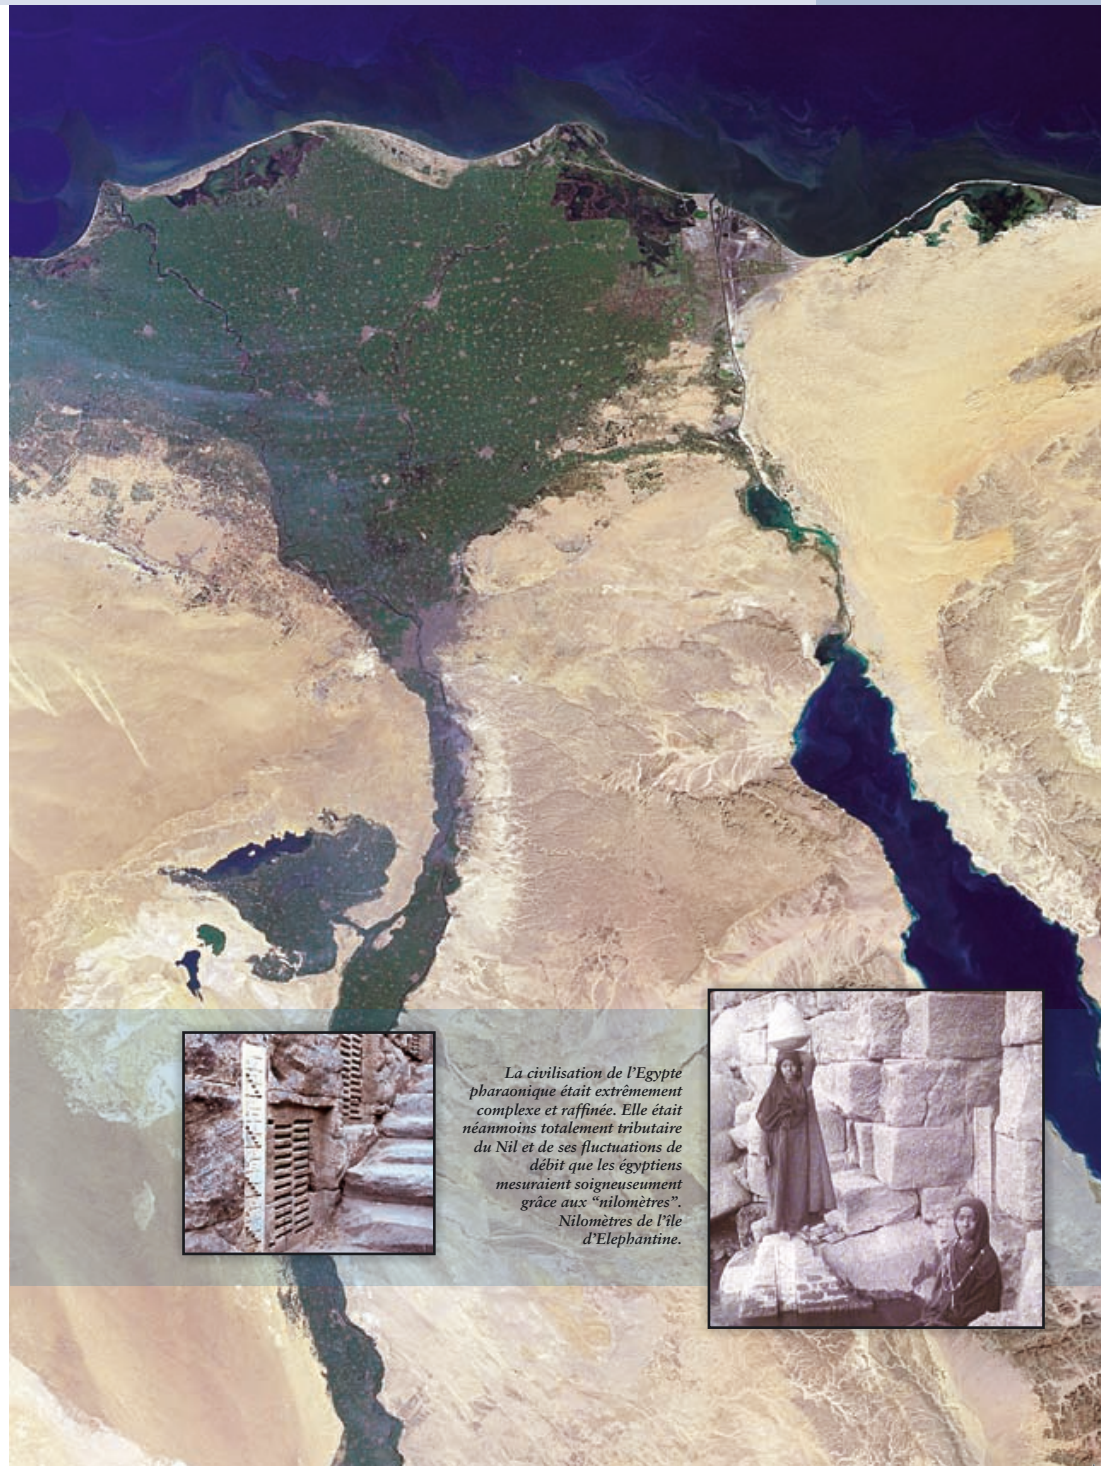 La civilisation de l’Egypte
pharaonique était extrêmement
complexe et raffinée. Elle était
néanmoins totalement tributaire
du Nil et de ses fluctuations de
débit que les égyptiens
mesuraient soigneuseument
grâce aux “nilomètres”.
Nilomètres de l’île
d’Elephantine.